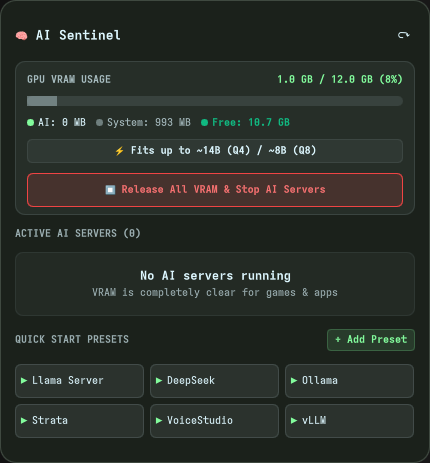 🧠 AI Sentinel
GPU VRAM USAGE
1.0 GB / 12.0 GB (8%)
AI: 0 MB
System: 993 MB
Free: 10.7 GB
⚡ Fits up to ~14B (Q4) / ~8B (Q8)
⏹ Release All VRAM & Stop AI Servers
ACTIVE AI SERVERS (0)
No AI servers running
VRAM is completely clear for games & apps
QUICK START PRESETS
+ Add Preset
▶ Llama Server
▶ DeepSeek
▶ Ollama
▶ Strata
▶ VoiceStudio
▶ vLLM